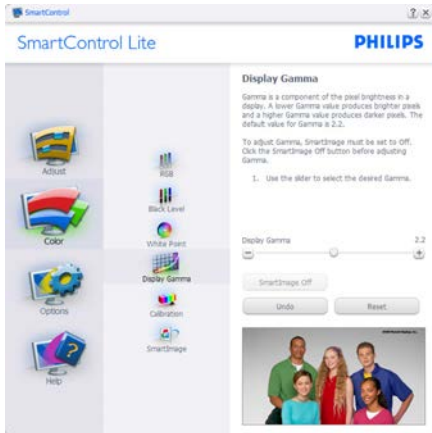 SmartControl
SmartControl Lite
PHILIPS
Adjust
Color
Options
Help
RGB
Black Level
White Point
Display Gamma
Calibration
SmartImage
Display Gamma
Gamma is a component of the pixel brightness in a
display. A lower Gamma value produces brighter pixels
and a higher Gamma value produces darker pixels. The
default value for Gamma is 2.2.
To adjust Gamma, SmartImage must be set to Off.
Click the SmartImage Off button before adjusting
Gamma.
1. Use the slider to select the desired Gamma.
Display Gamma 2.2
SmartImage Off
Undo Reset